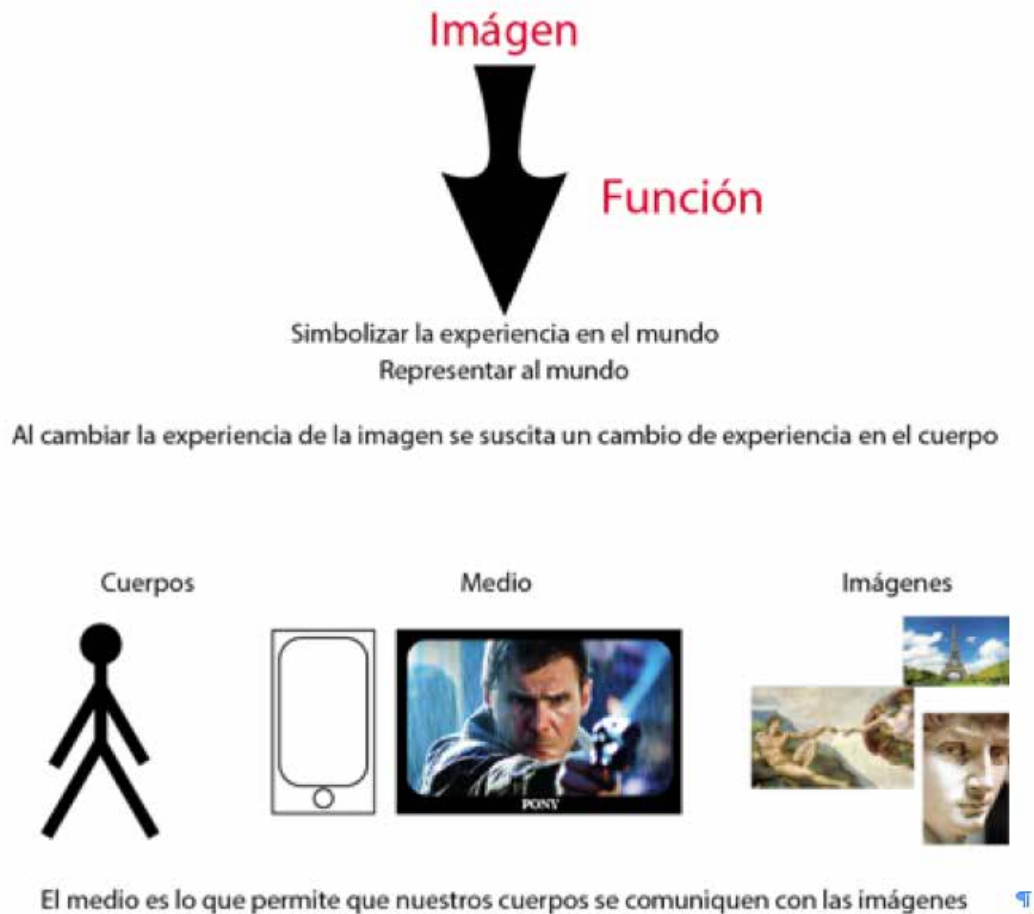 Imágen
Función
Simbolizar la experiencia en el mundo
Representar al mundo
Al cambiar la experiencia de la imagen se suscita un cambio de experiencia en el cuerpo
Cuerpos
Medio
Imágenes
PONY
El medio es lo que permite que nuestros cuerpos se comuniquen con las imágenes ¶